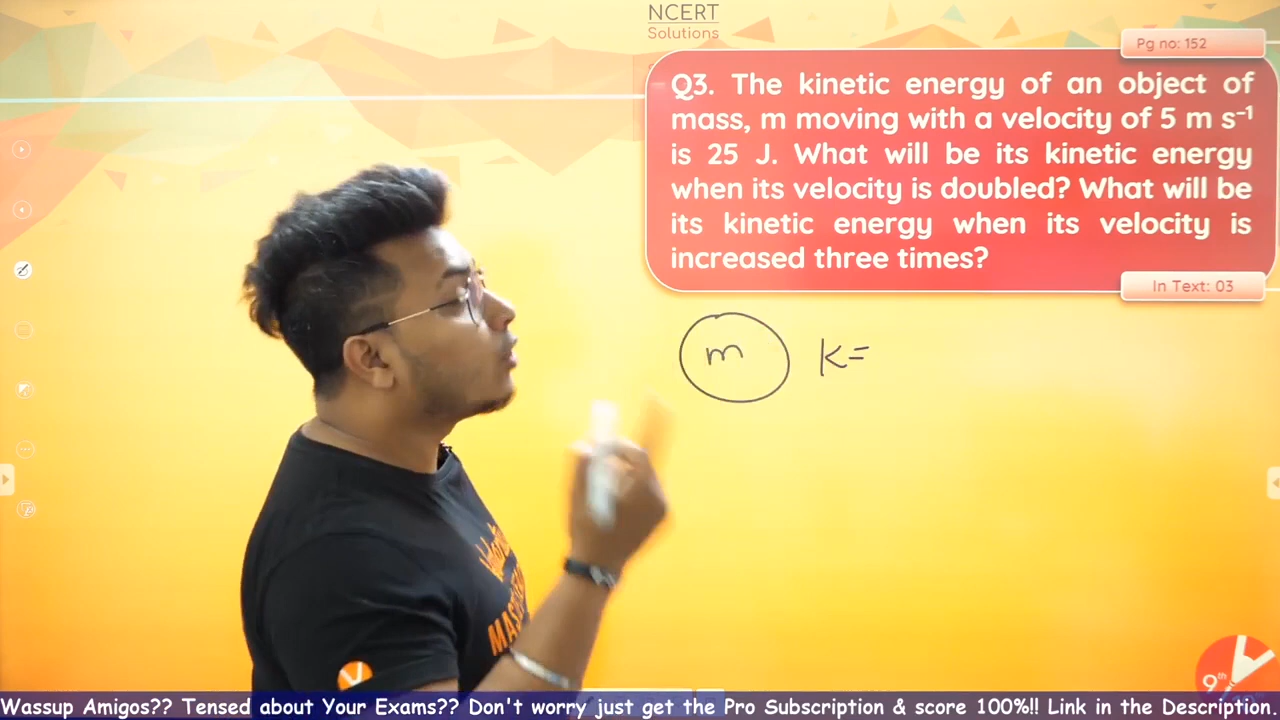 NCERT
Solutions
Pg no: 152
Q3. The kinetic energy of an object of
mass, m moving with a velocity of 5 m s⁻¹
is 25 J. What will be its kinetic energy
when its velocity is doubled? What will be
its kinetic energy when its velocity is
increased three times?
In Text: 03
m K=
9th
Wassup Amigos?? Tensed about Your Exams?? Don't worry just get the Pro Subscription & score 100%!! Link in the Description.